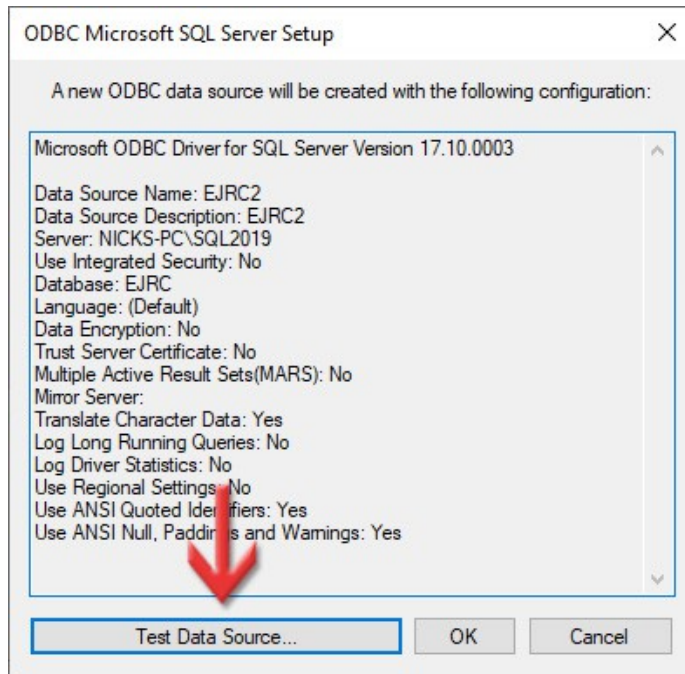 ODBC Microsoft SQL Server Setup
A new ODBC data source will be created with the following configuration:
Microsoft ODBC Driver for SQL Server Version 17.10.0003
Data Source Name: EJRC2
Data Source Description: EJRC2
Server: NICKS-PC\SQL2019
Use Integrated Security: No
Database: EJRC
Language: (Default)
Data Encryption: No
Trust Server Certificate: No
Multiple Active Result Sets(MARS): No
Mirror Server:
Translate Character Data: Yes
Log Long Running Queries: No
Log Driver Statistics: No
Use Regional Settings: No
Use ANSI Quoted Identifiers: Yes
Use ANSI Null, Paddings and Warnings: Yes
Test Data Source...
OK
Cancel